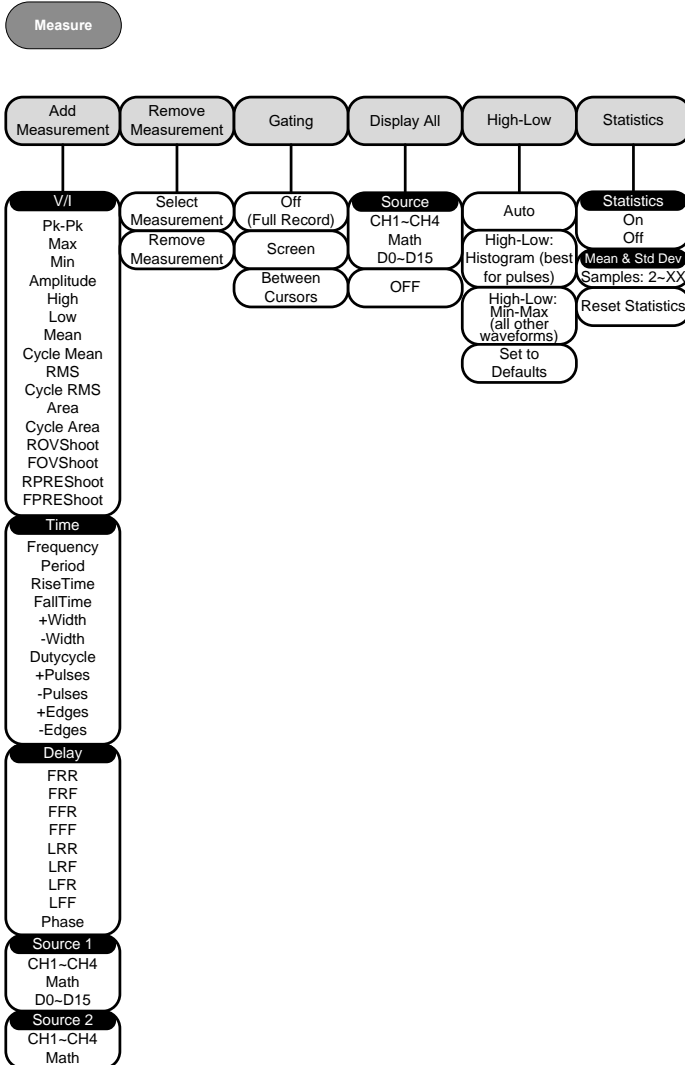 Measure
Add
Measurement
Remove
Measurement
Gating
Display All
High-Low
Statistics
V/I
Pk-Pk
Max
Min
Amplitude
High
Low
Mean
Cycle Mean
RMS
Cycle RMS
Area
Cycle Area
ROVShoot
FOVShoot
RPREShoot
FPREShoot
Time
Frequency
Period
RiseTime
FallTime
+Width
-Width
Dutycycle
+Pulses
-Pulses
+Edges
-Edges
Delay
FRR
FRF
FFR
FFF
LRR
LRF
LFR
LFF
Phase
Source 1
CH1~CH4
Math
D0~D15
Source 2
CH1~CH4
Math
Select
Measurement
Remove
Measurement
Off
(Full Record)
Screen
Between
Cursors
Source
CH1~CH4
Math
D0~D15
OFF
Auto
High-Low:
Histogram (best
for pulses)
High-Low:
Min-Max
(all other
waveforms)
Set to
Defaults
Statistics
On
Off
Mean & Std Dev
Samples: 2~XX
Reset Statistics